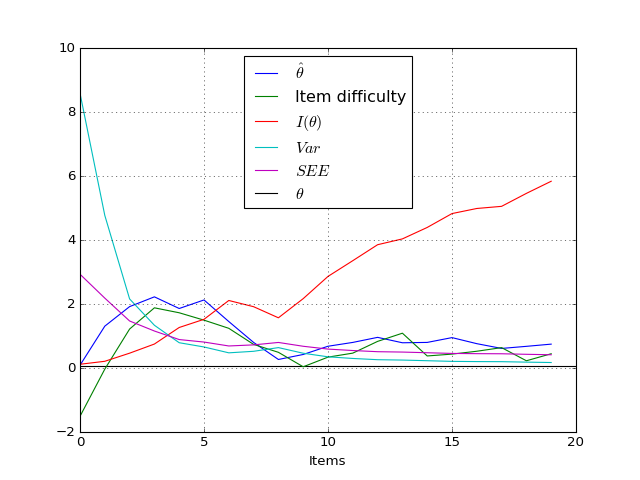 10
8
6
4
2
0
−2
θ̂
Item difficulty
I(θ)
Var
SEE
θ
0 5 10 15 20
Items